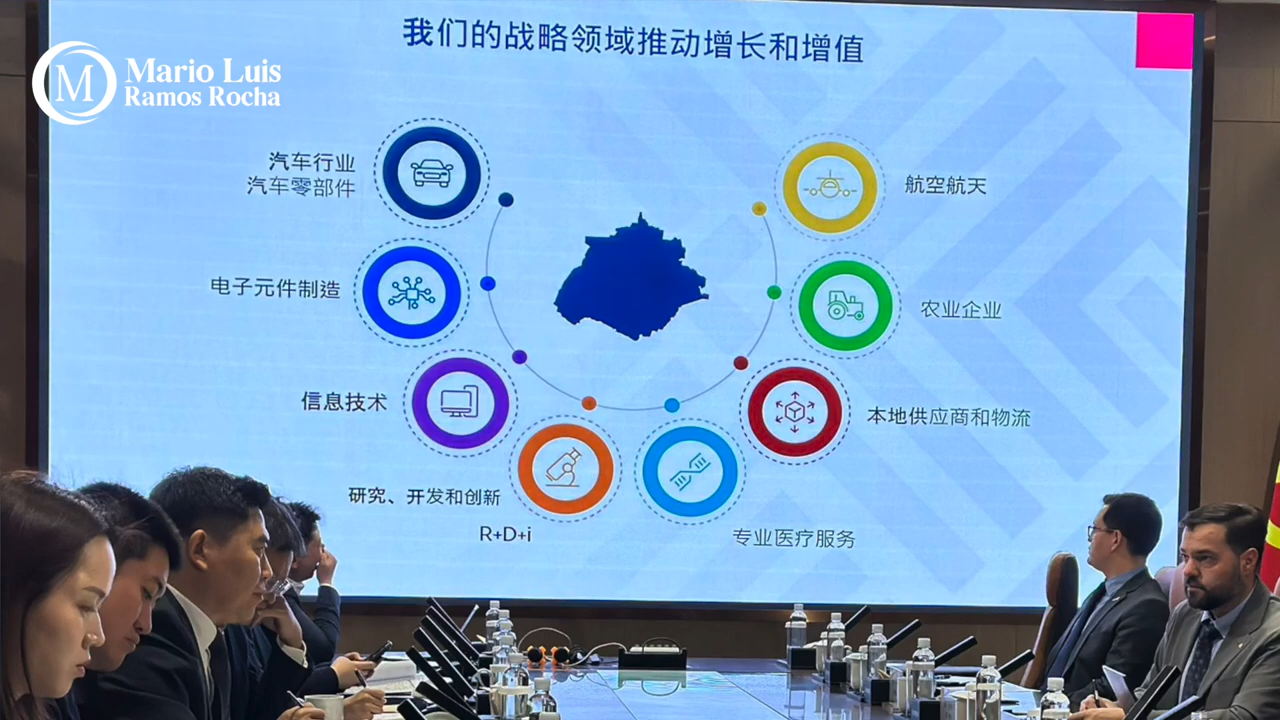 Mario Luis
Ramos Rocha
M
我们的战略领域推动增长和增值
汽车行业
汽车零部件
航空航天
电子元件制造
农业企业
信息技术
本地供应商和物流
研究、开发和创新
R+D+i
专业医疗服务